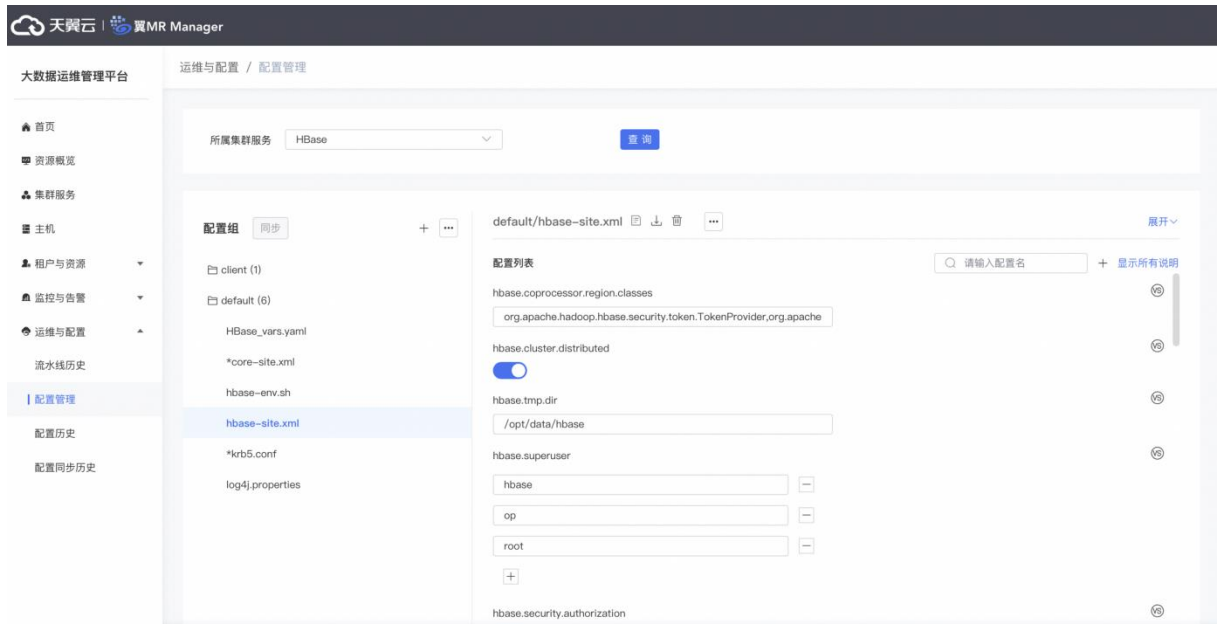 天翼云 | 翼MR Manager
大数据运维管理平台
首页
资源概览
集群服务
主机
租户与资源
监控与告警
运维与配置
流水线历史
配置管理
配置历史
配置同步历史
运维与配置 / 配置管理
所属集群服务 HBase 查 询
配置组 同步
client (1)
default (6)
HBase_vars.yaml
*core-site.xml
hbase-env.sh
hbase-site.xml
*krb5.conf
log4j.properties
default/hbase-site.xml 展开
配置列表 请输入配置名 显示所有说明
hbase.coprocessor.region.classes VS
org.apache.hadoop.hbase.security.token.TokenProvider,org.apache
hbase.cluster.distributed VS
hbase.tmp.dir VS
/opt/data/hbase
hbase.superuser VS
hbase
op
root
hbase.security.authorization VS